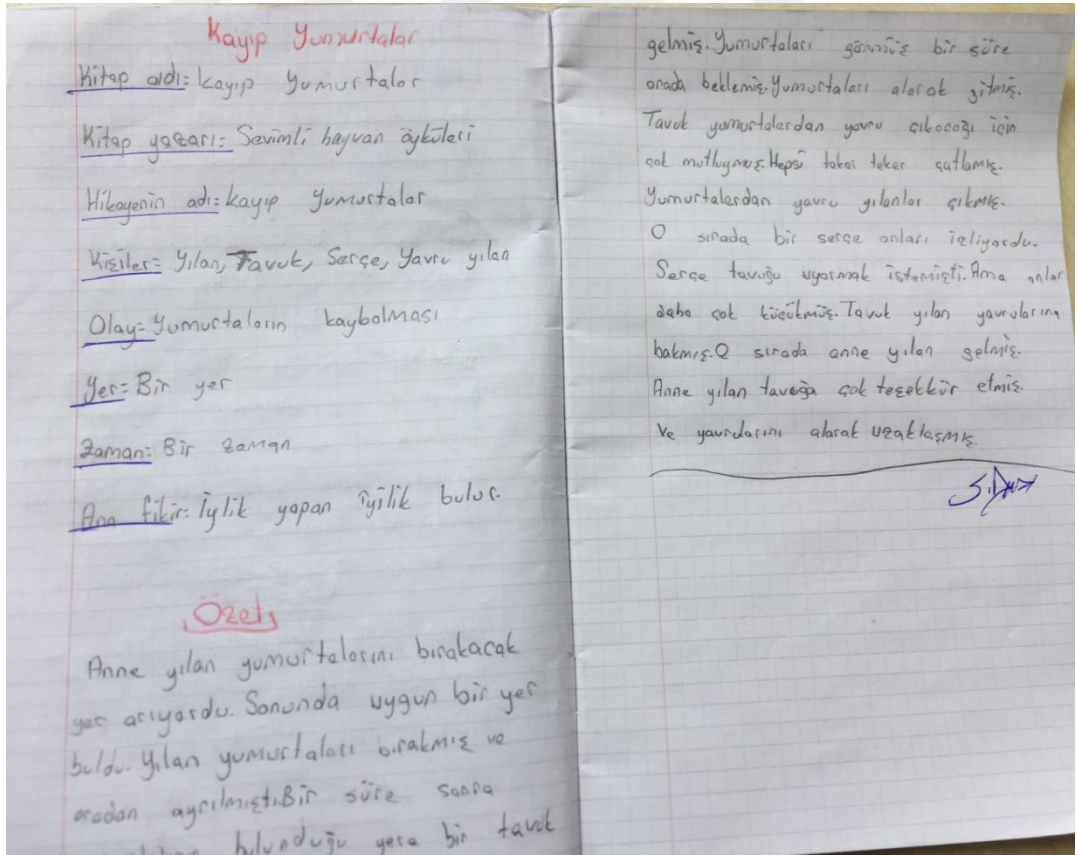 Kayıp Yumurtalar
Kitap adı= Kayıp Yumurtalar
Kitap yazarı= Sevimli hayvan öyküleri
Hikayenin adı= Kayıp Yumurtalar
Kişiler= Yılan, Tavuk, Serçe, Yavru yılan
Olay= Yumurtaların kaybolması
Yer= Bir yer
Zaman= Bir zaman
Ana fikir= İylik yapan iyilik bulur.
Özet
Anne yılan yumurtalarını bırakacak
yer arıyordu. Sonunda uygun bir yer
buldu. Yılan yumurtaları bırakmış ve
oradan ayrılmıştı. Bir süre sonra
bulunduğu yere bir tavuk
gelmiş. Yumurtaları görmüş bir süre
orada beklemiş. Yumurtaları alarak gitmiş.
Tavuk yumurtalardan yavru çıkacağı için
çok mutluymuş. Hepsi teker teker çatlamış.
Yumurtalardan yavru yılanlar çıkmış.
O sırada bir serçe onları izliyordu.
Serçe tavuğu uyarmak istemişti. Ama onlar
daha çok küçükmüş. Tavuk yılan yavrularına
bakmış. O sırada anne yılan gelmiş.
Anne yılan tavuğa çok teşekkür etmiş.
Ve yavrularını alarak uzaklaşmış.